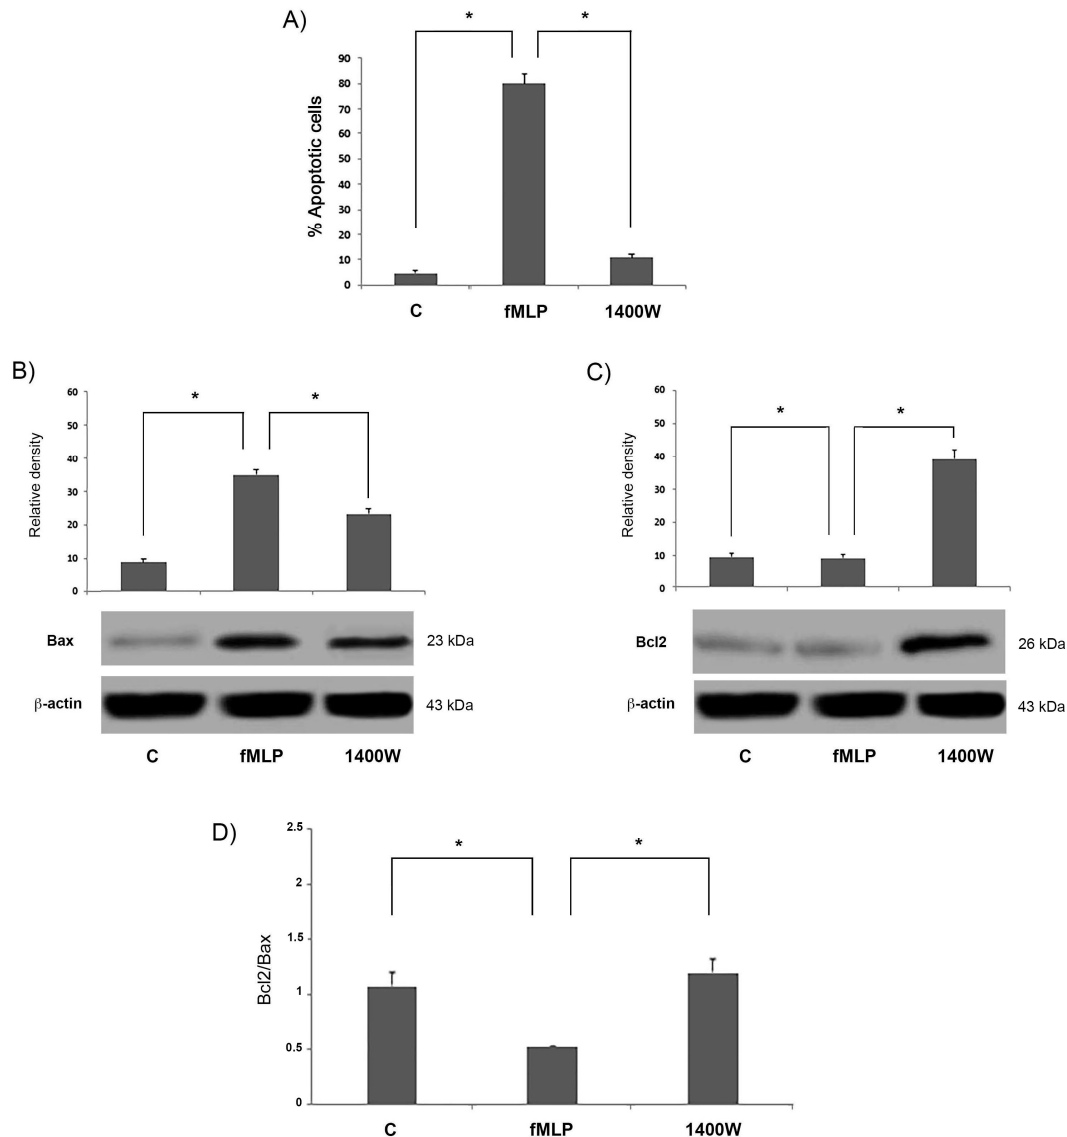 A)
* *
% Apoptotic cells
90
80
70
60
50
40
30
20
10
0
C fMLP 1400W
B)
* *
Relative density
60
50
40
30
20
10
0
Bax 23 kDa
β-actin 43 kDa
C fMLP 1400W
C)
* *
Relative density
60
50
40
30
20
10
0
Bcl2 26 kDa
β-actin 43 kDa
C fMLP 1400W
D)
* *
Bcl2/Bax
2.5
2
1.5
1
0.5
0
C fMLP 1400W